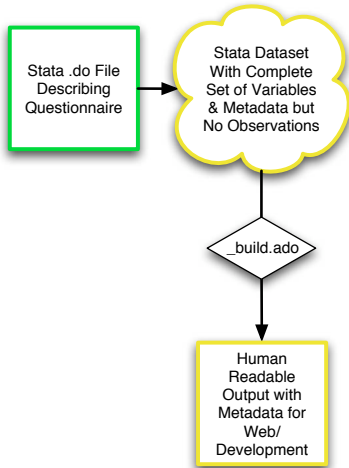 Stata .do File
Describing
Questionnaire
Stata Dataset
With Complete
Set of Variables
& Metadata but
No Observations
_build.ado
Human
Readable
Output with
Metadata for
Web/
Development